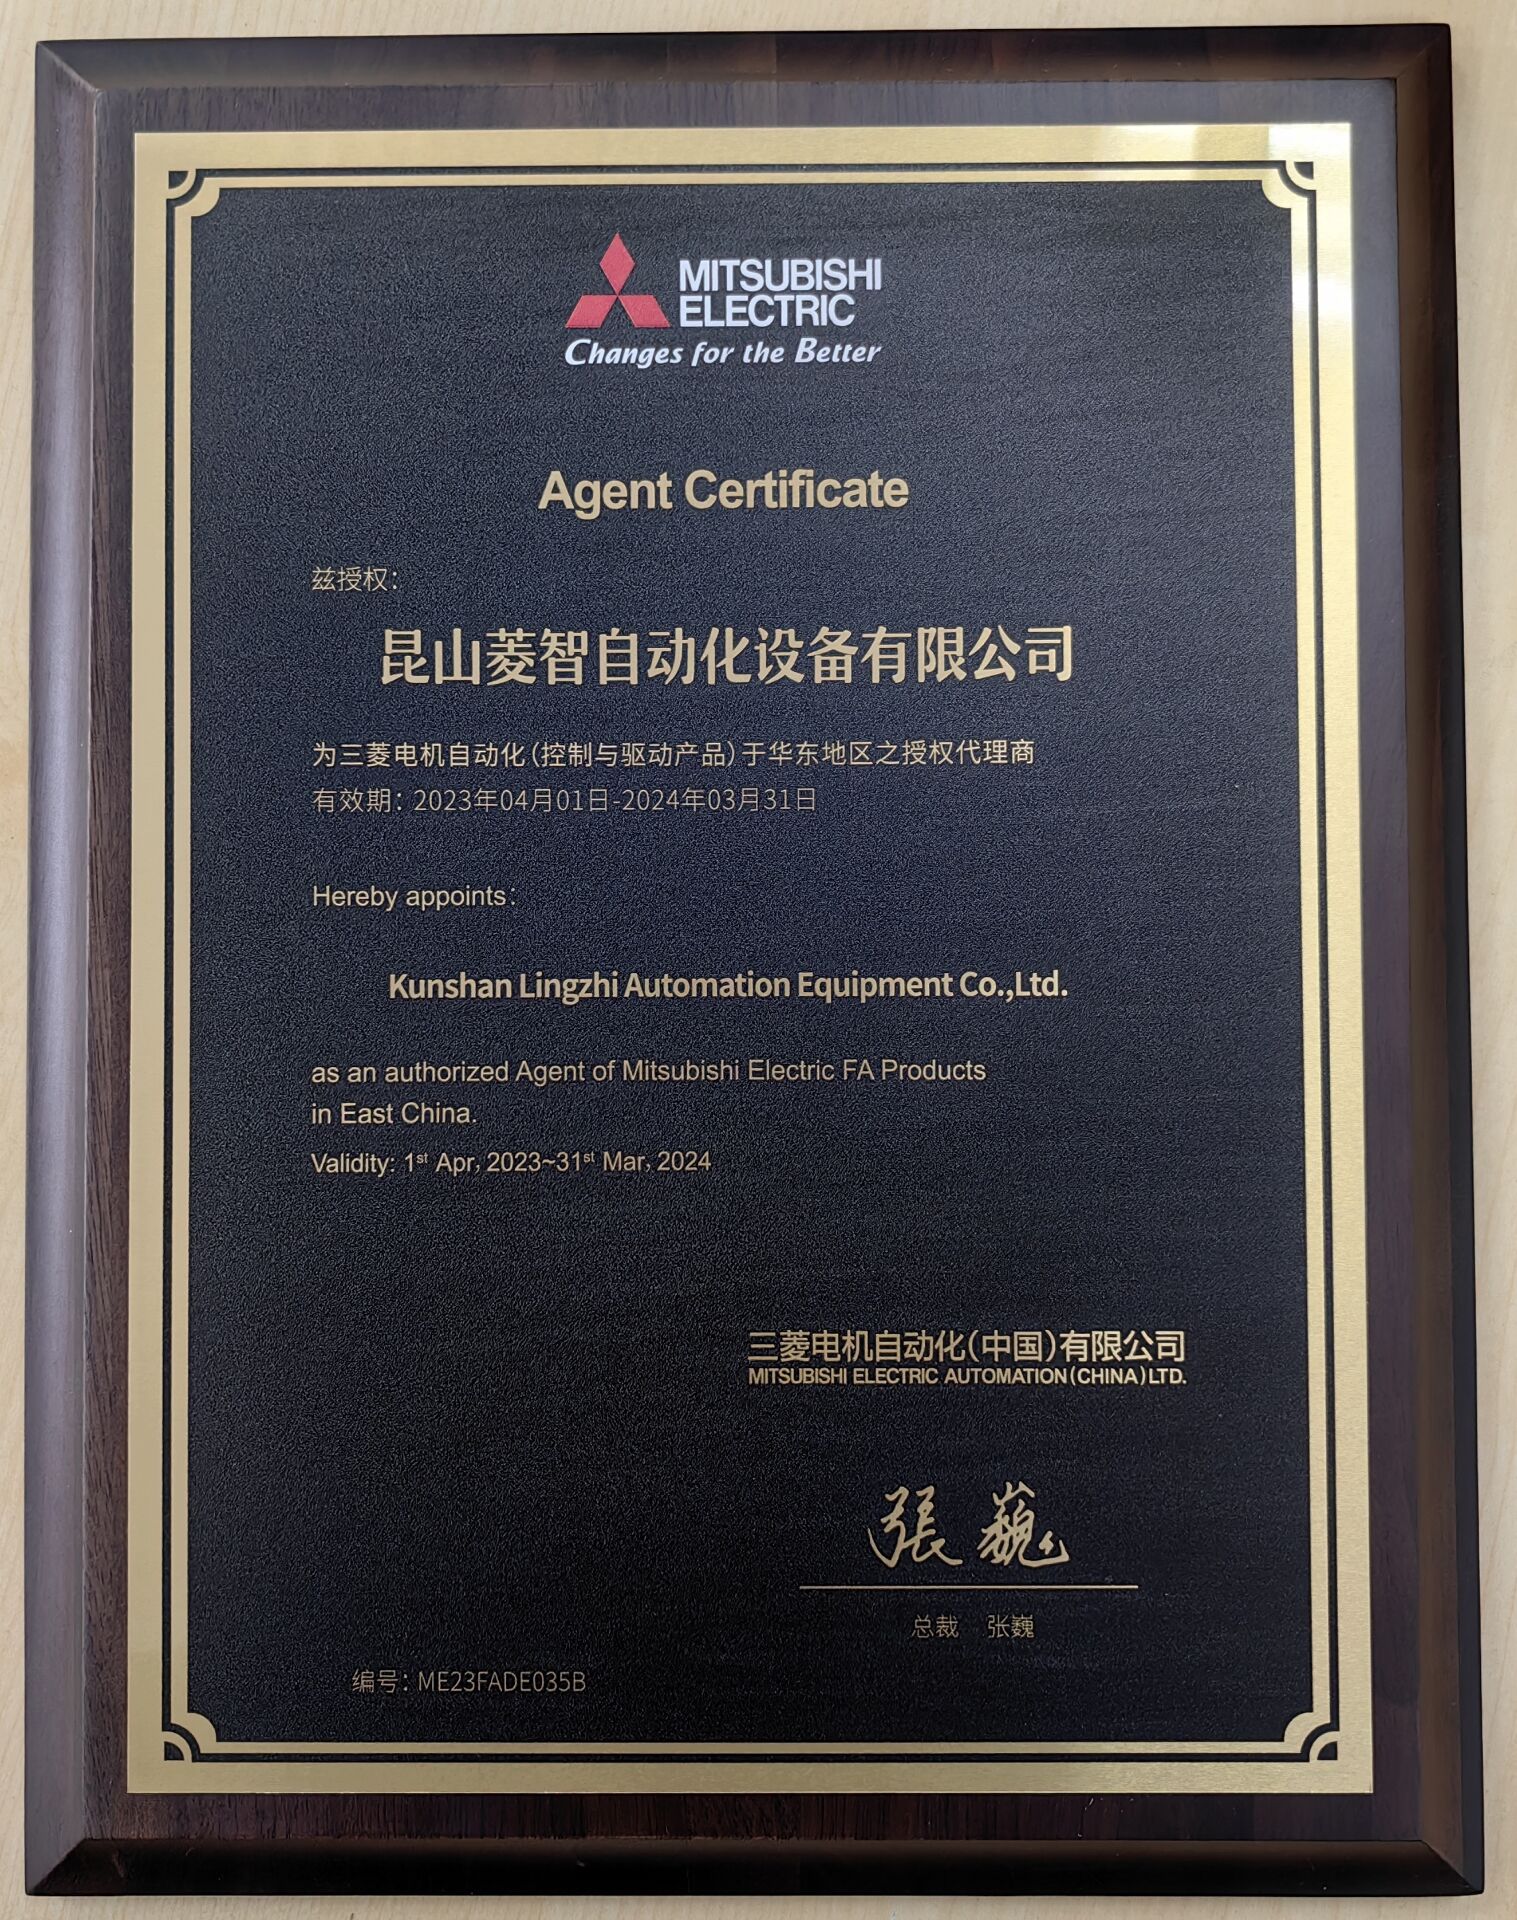 MITSUBISHI
ELECTRIC
Changes for the Better
Agent Certificate
兹授权：
昆山菱智自动化设备有限公司
为三菱电机自动化（控制与驱动产品）于华东地区之授权代理商
有效期：2023年04月01日-2024年03月31日
Hereby appoints：
Kunshan Lingzhi Automation Equipment Co.,Ltd.
as an authorized Agent of Mitsubishi Electric FA Products
in East China.
Validity: 1st Apr, 2023~31st Mar, 2024
三菱电机自动化（中国）有限公司
MITSUBISHI ELECTRIC AUTOMATION (CHINA) LTD.
張巍
总裁 张巍
编号：ME23FADE035B